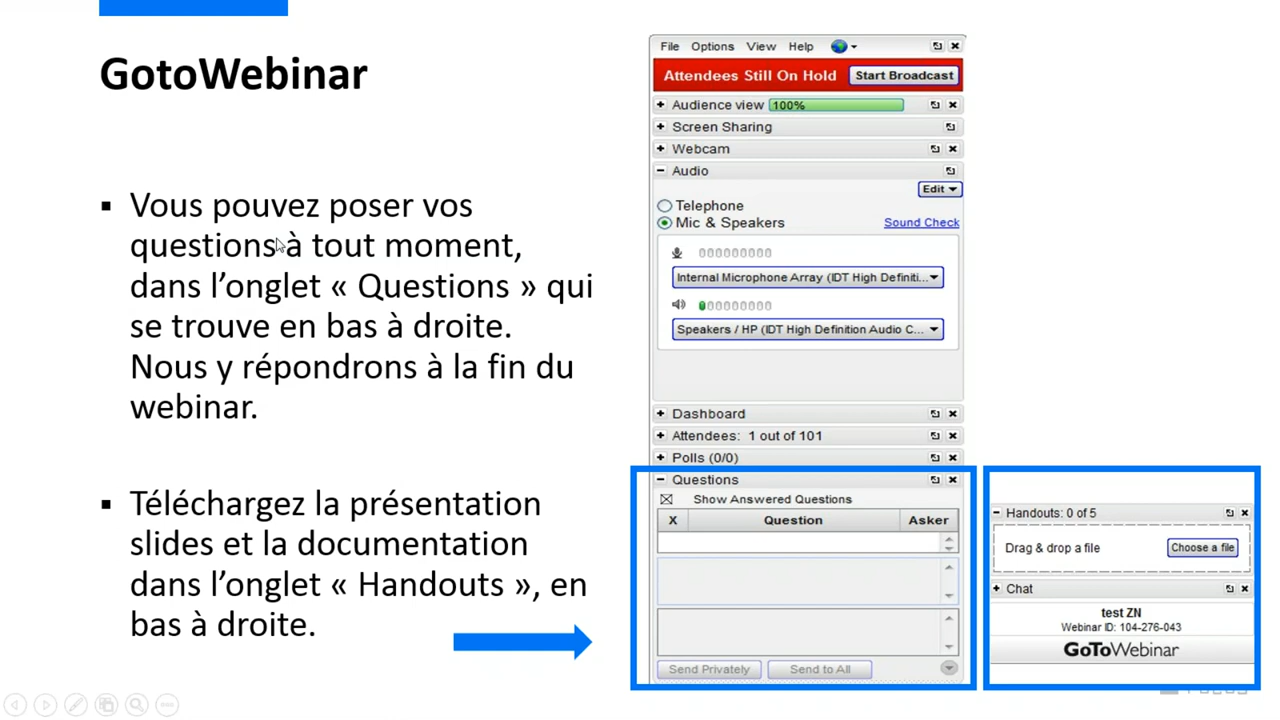 GotoWebinar
▪ Vous pouvez poser vos
questions à tout moment,
dans l’onglet « Questions » qui
se trouve en bas à droite.
Nous y répondrons à la fin du
webinar.
▪ Téléchargez la présentation
slides et la documentation
dans l’onglet « Handouts », en
bas à droite.
File Options View Help
Attendees Still On Hold Start Broadcast
Audience view 100%
Screen Sharing
Webcam
Audio
Edit
Telephone
Mic & Speakers Sound Check
000000000
Internal Microphone Array (IDT High Definiti...
000000000
Speakers / HP (IDT High Definition Audio C...
Dashboard
Attendees: 1 out of 101
Polls (0/0)
Questions
Show Answered Questions
X Question Asker
Send Privately Send to All
Handouts: 0 of 5
Drag & drop a file Choose a file
Chat
test ZN
Webinar ID: 104-276-043
GoToWebinar